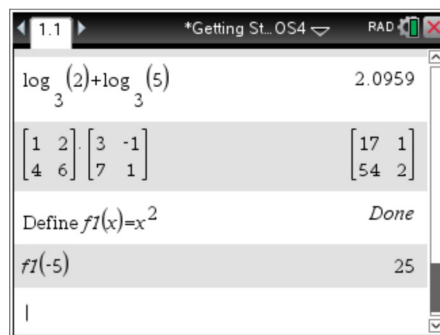 1.1 *Getting St…OS4 RAD
log₃(2)+log₃(5) 2.0959
[1 2; 4 6]·[3 -1; 7 1] [17 1; 54 2]
Define f1(x)=x² Done
f1(-5) 25